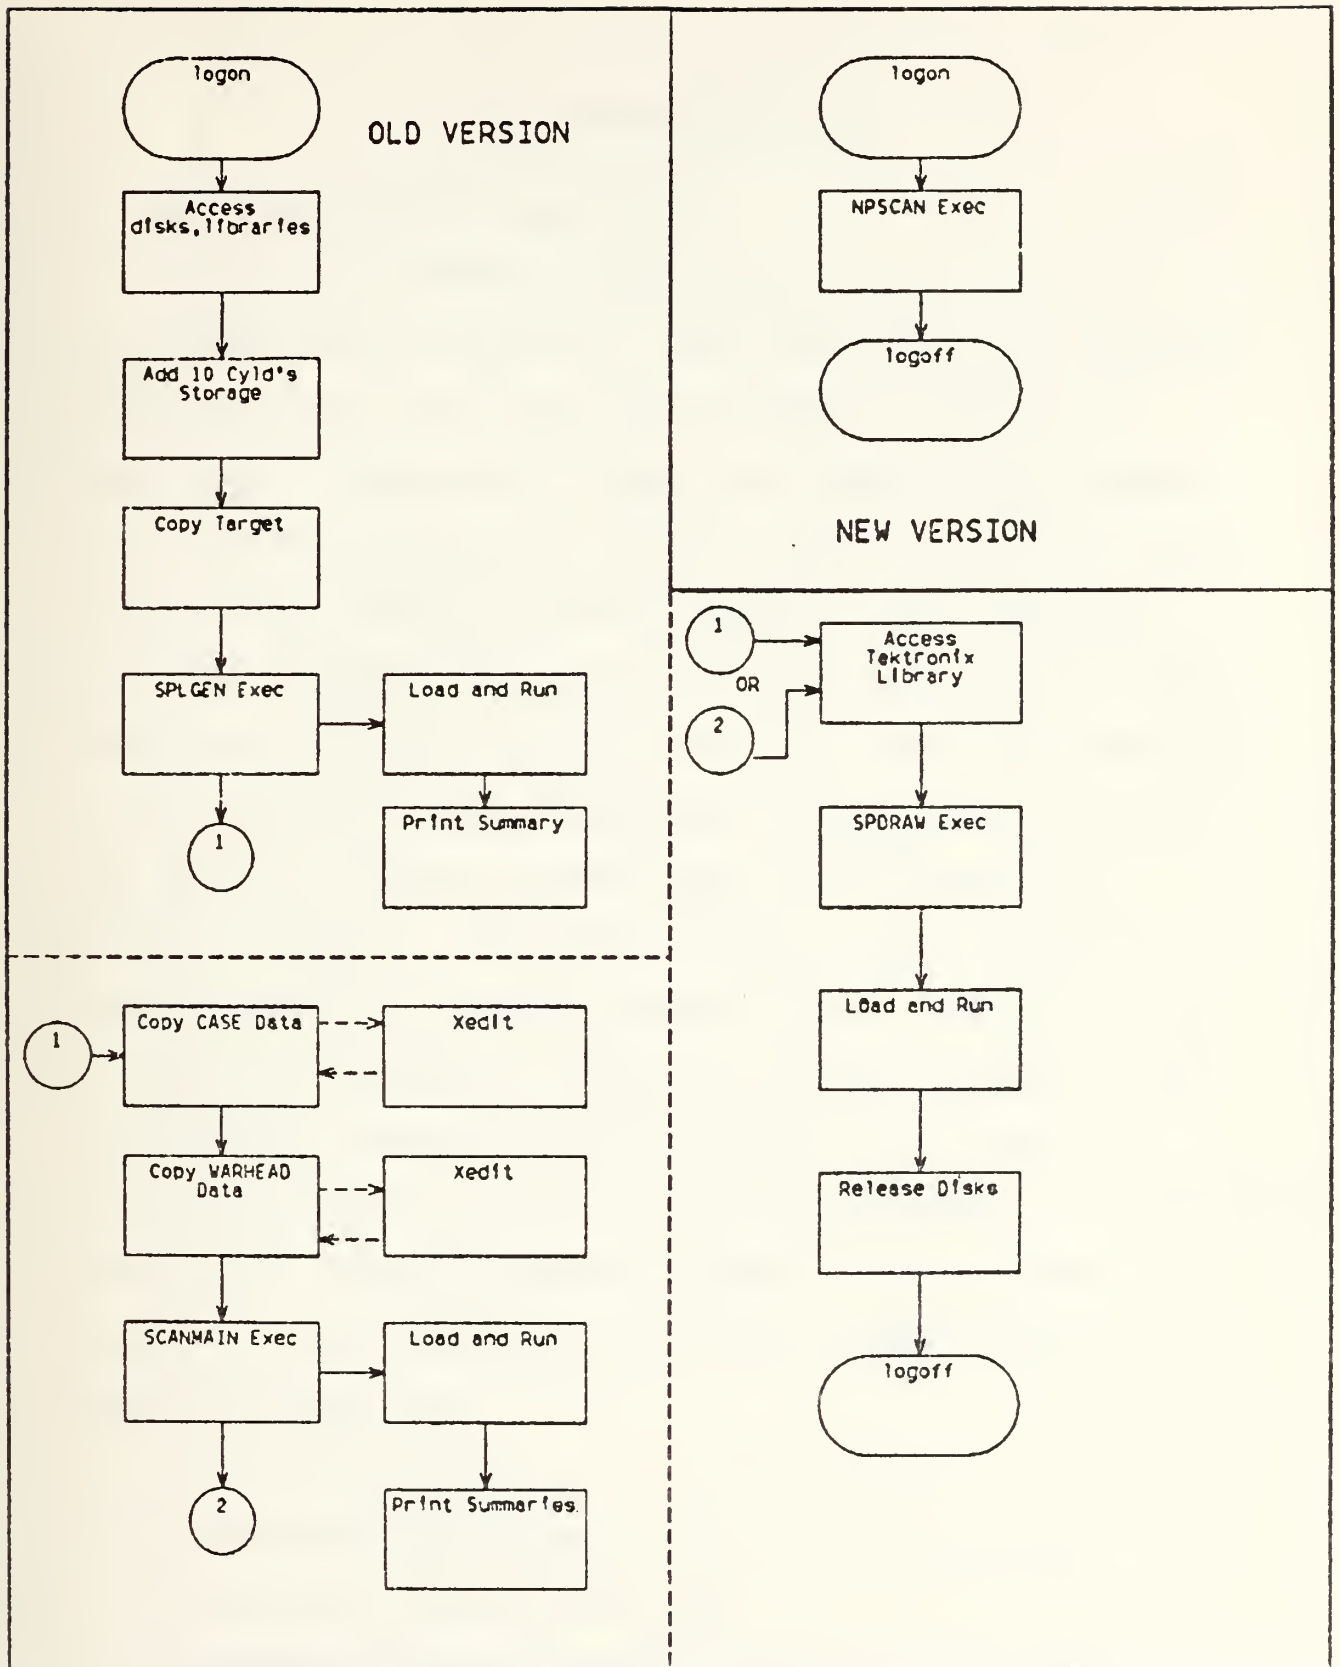 logon
OLD VERSION
Access
disks,libraries
Add 10 Cyld's
Storage
Copy Target
SPLGEN Exec
Load and Run
1
Print Summary
1
Copy CASE Data
Xedit
Copy WARHEAD
Data
Xedit
SCANMAIN Exec
Load and Run
2
Print Summaries.
logon
NPSCAN Exec
logoff
NEW VERSION
1
OR
2
Access
Tektronix
Library
SPDRAW Exec
Load and Run
Release Disks
logoff